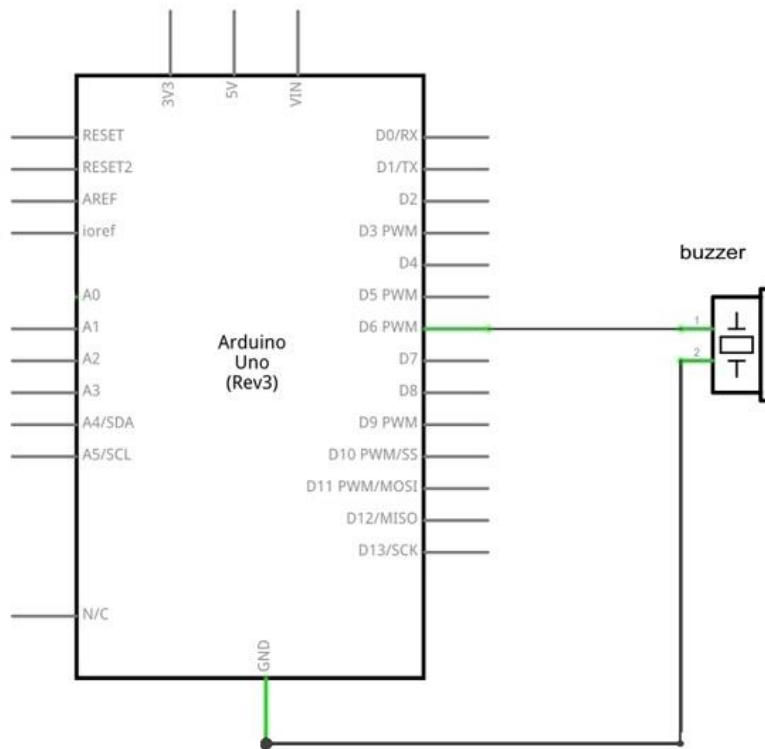 3V3
5V
VIN
RESET
RESET2
AREF
ioref
A0
A1
A2
A3
A4/SDA
A5/SCL
N/C
Arduino
Uno
(Rev3)
D0/RX
D1/TX
D2
D3 PWM
D4
D5 PWM
D6 PWM
D7
D8
D9 PWM
D10 PWM/SS
D11 PWM/MOSI
D12/MISO
D13/SCK
GND
buzzer
1
2